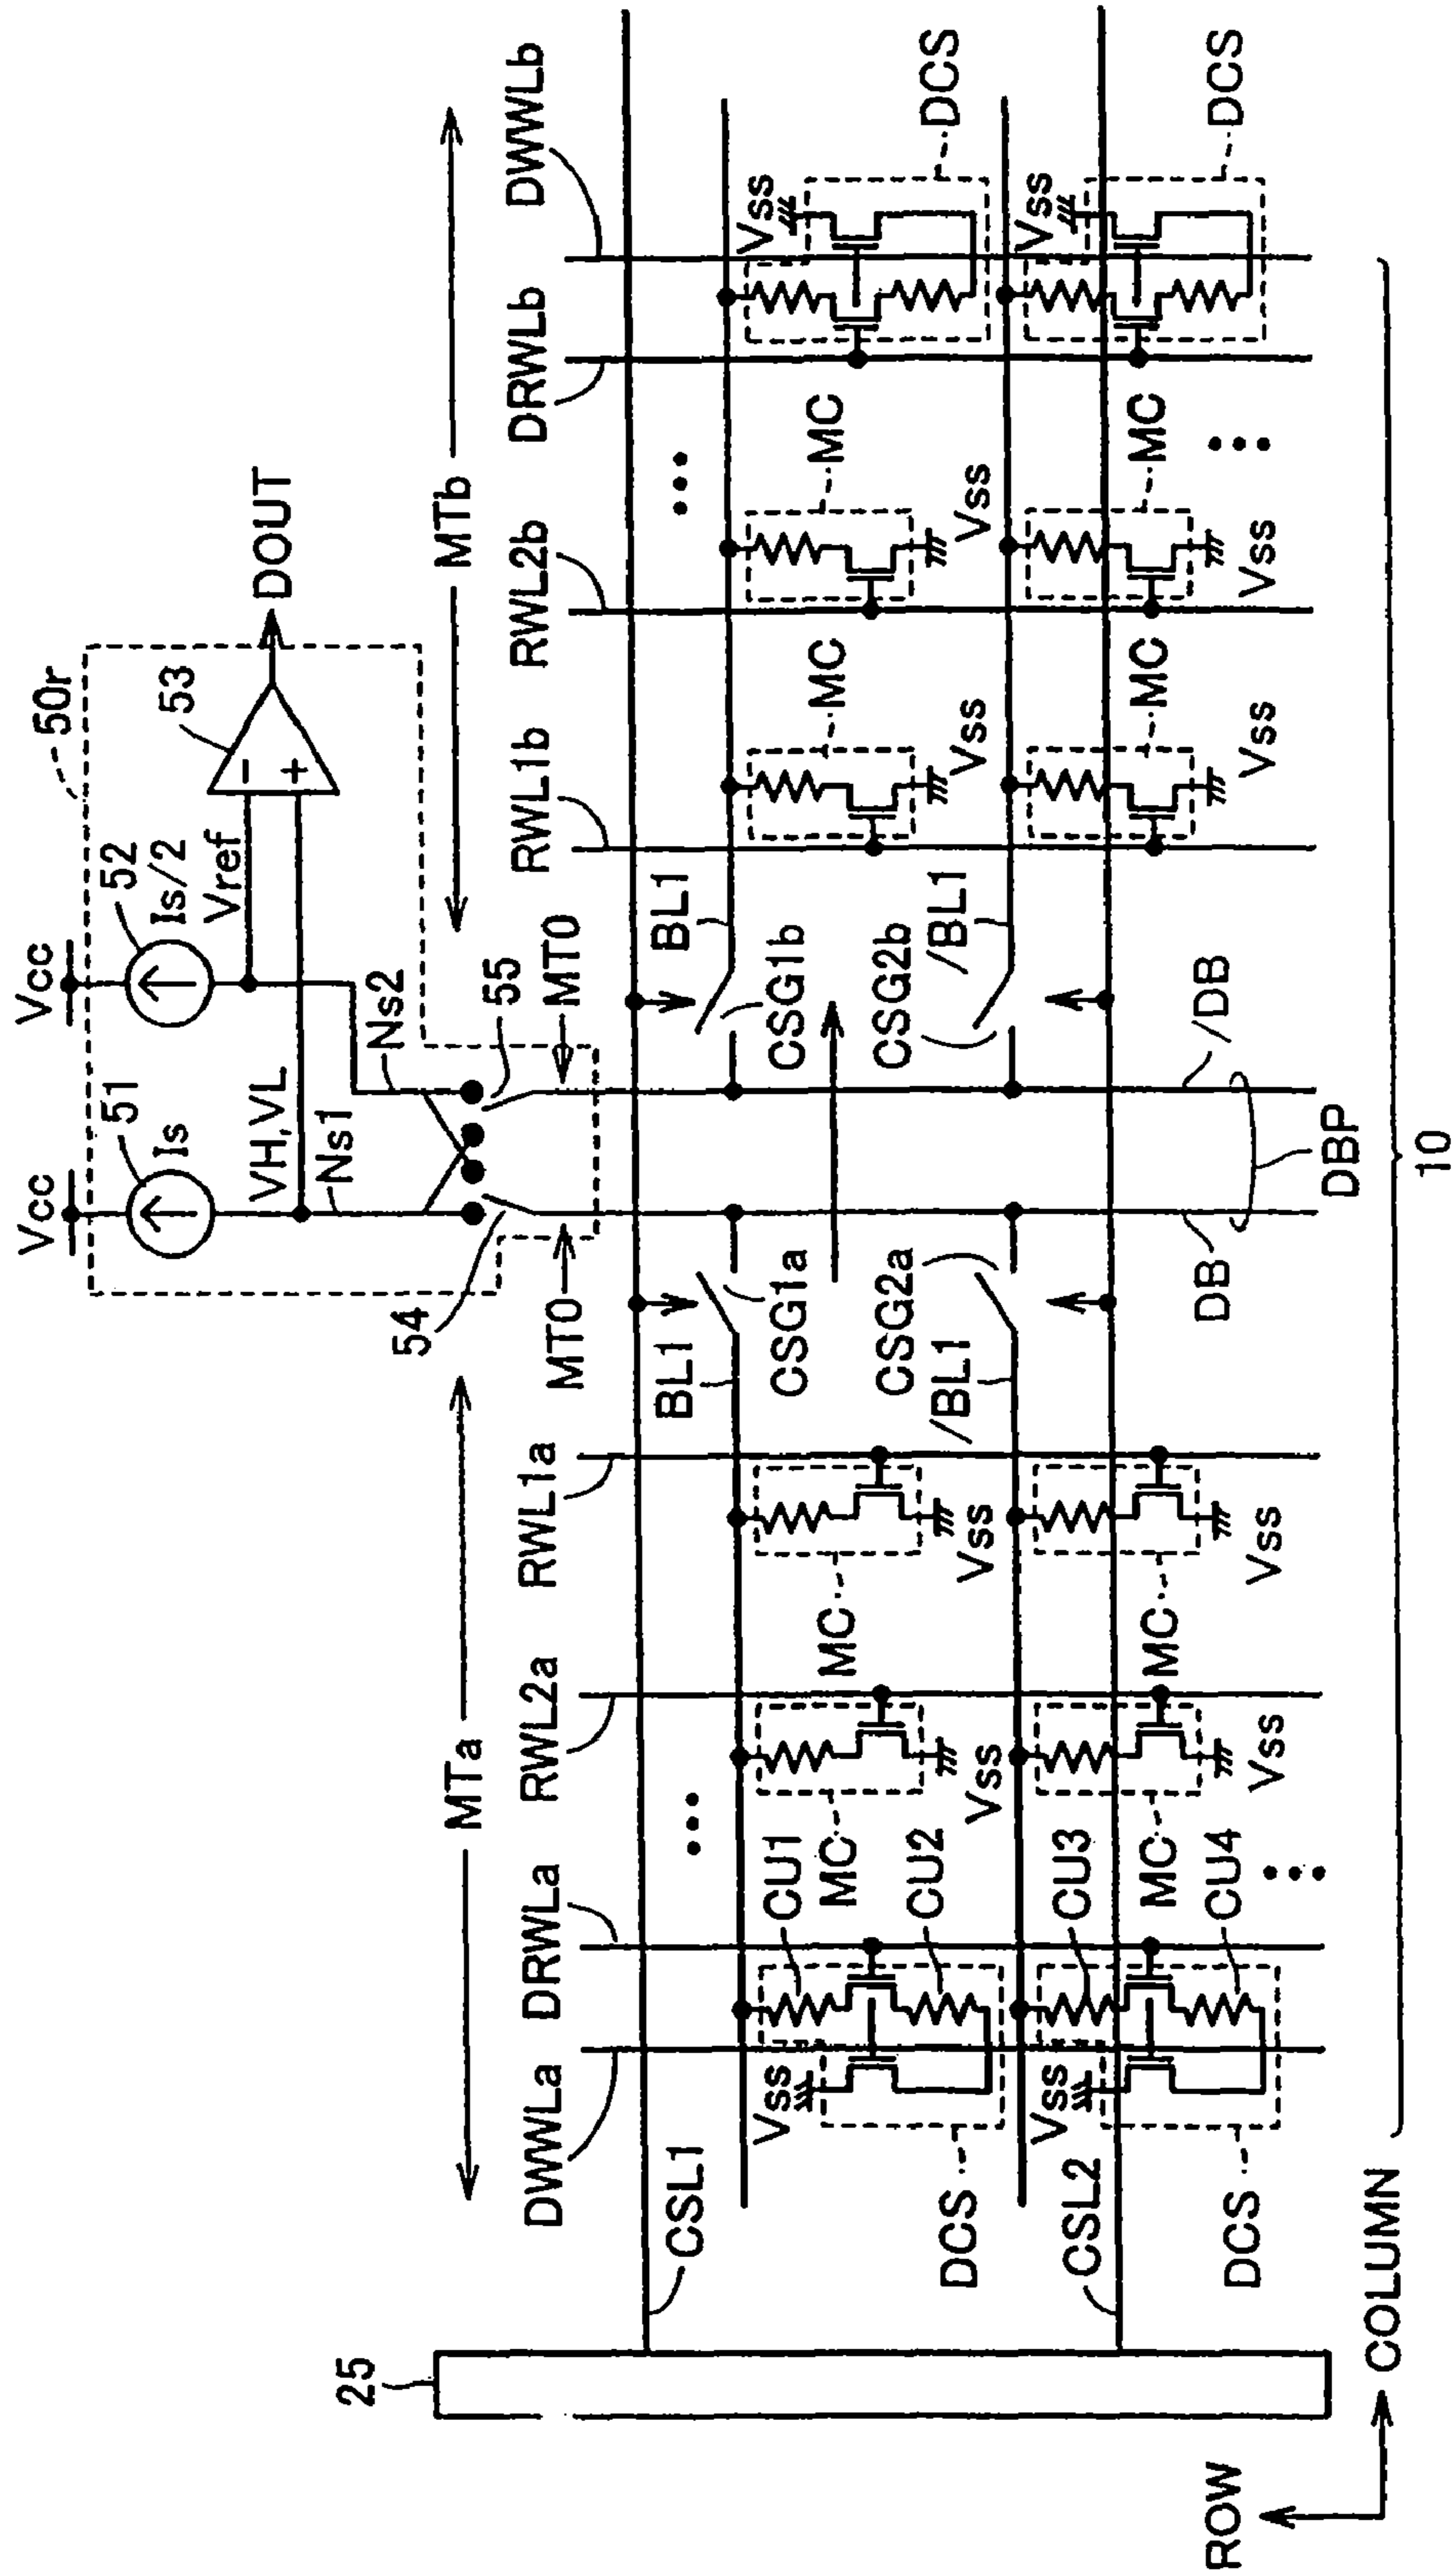 50r
Vcc
Vcc
51
Is
52
Is/2
53
DOUT
Vref
VH,VL
Ns1
Ns2
54
55
MT0
MT0
MTa
MTb
DWWLa
DRWLa
RWL2a
RWL1a
RWL1b
RWL2b
DRWLb
DWWLb
25
CSL1
BL1
BL1
CSG1a
CSG1b
Vss
CU1
MC
MC
MC
MC
Vss
CU2
Vss
Vss
Vss
Vss
DCS
DCS
CSG2a
CSG2b
/BL1
/BL1
CSL2
Vss
CU3
MC
MC
MC
MC
Vss
CU4
Vss
Vss
Vss
Vss
DCS
DCS
DB
/DB
DBP
10
ROW
COLUMN